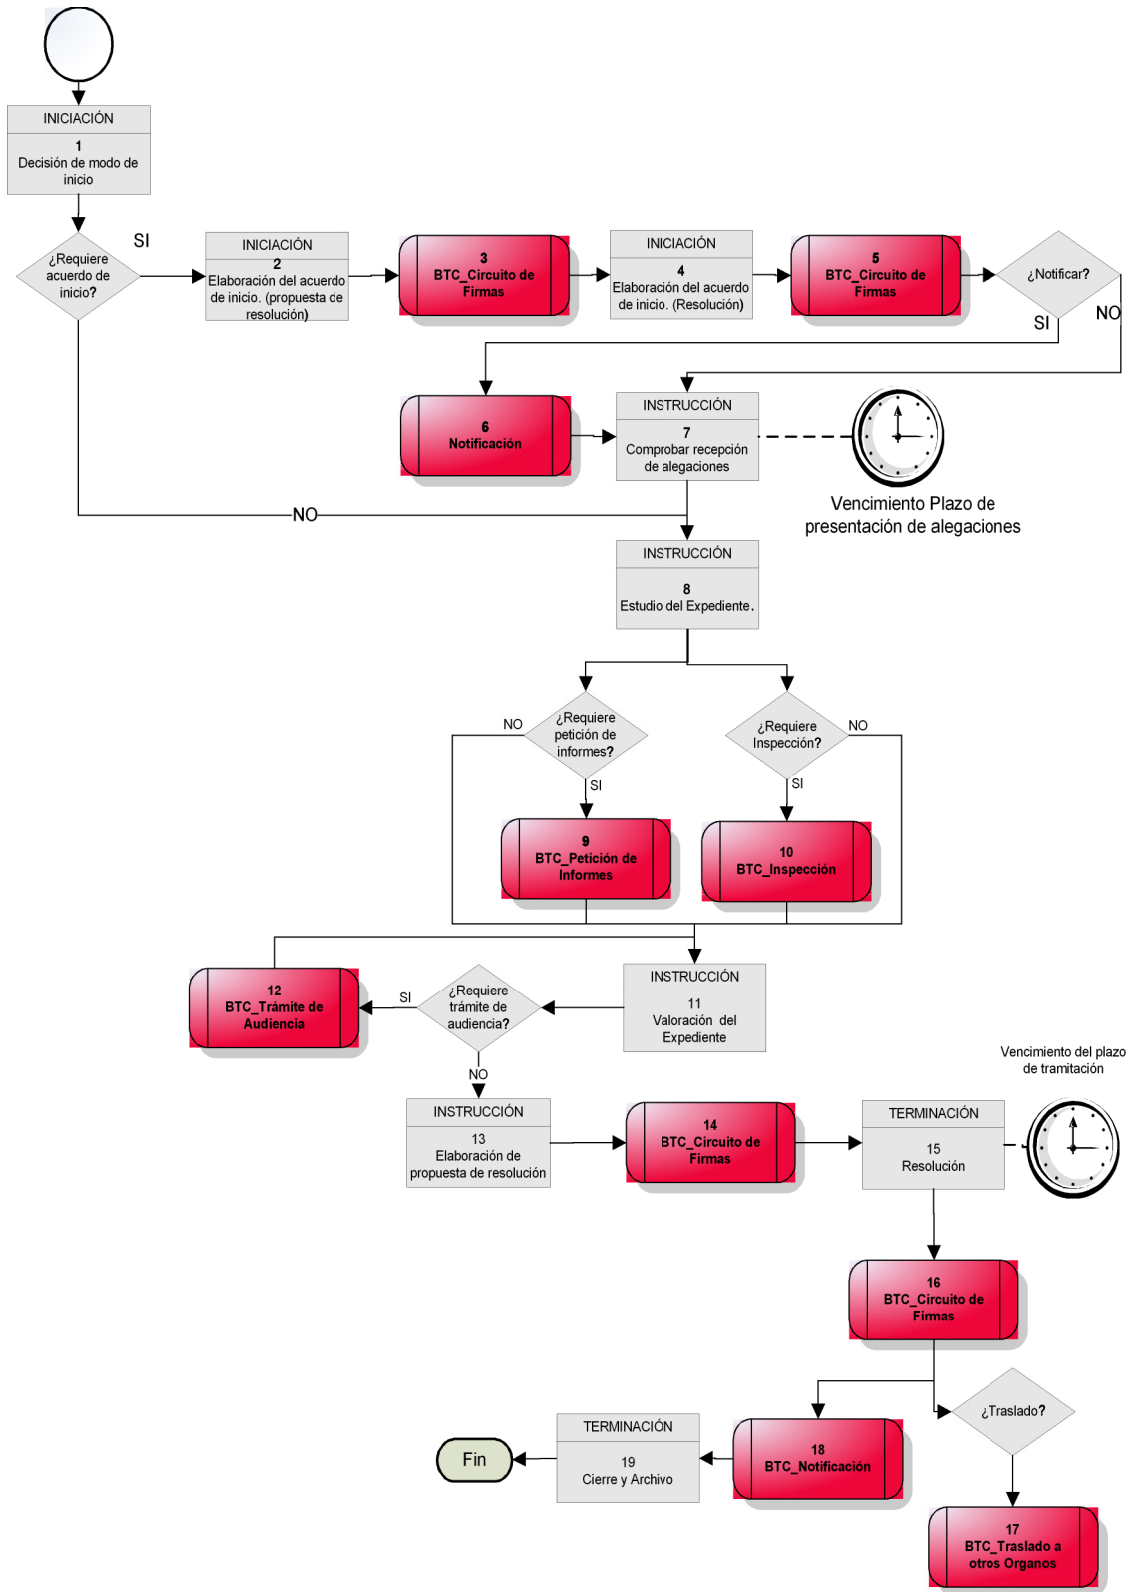 INICIACIÓN
1
Decisión de modo de
inicio
¿Requiere
acuerdo de
inicio?
SI
INICIACIÓN
2
Elaboración del acuerdo
de inicio. (propuesta de
resolución)
3
BTC_Circuito de
Firmas
INICIACIÓN
4
Elaboración del acuerdo
de inicio. (Resolución)
5
BTC_Circuito de
Firmas
¿Notificar?
SI
NO
6
Notificación
INSTRUCCIÓN
7
Comprobar recepción
de alegaciones
Vencimiento Plazo de
presentación de alegaciones
NO
INSTRUCCIÓN
8
Estudio del Expediente.
NO
¿Requiere
petición de
informes?
SI
¿Requiere
Inspección?
NO
SI
9
BTC_Petición de
Informes
10
BTC_Inspección
12
BTC_Trámite de
Audiencia
SI
¿Requiere
trámite de
audiencia?
NO
INSTRUCCIÓN
11
Valoración del
Expediente
Vencimiento del plazo
de tramitación
INSTRUCCIÓN
13
Elaboración de
propuesta de resolución
14
BTC_Circuito de
Firmas
TERMINACIÓN
15
Resolución
16
BTC_Circuito de
Firmas
¿Traslado?
Fin
TERMINACIÓN
19
Cierre y Archivo
18
BTC_Notificación
17
BTC_Traslado a
otros Organos